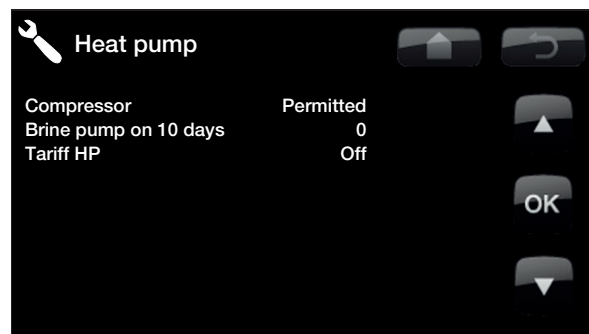 Heat pump
Compressor Permitted
Brine pump on 10 days 0
Tariff HP Off
OK